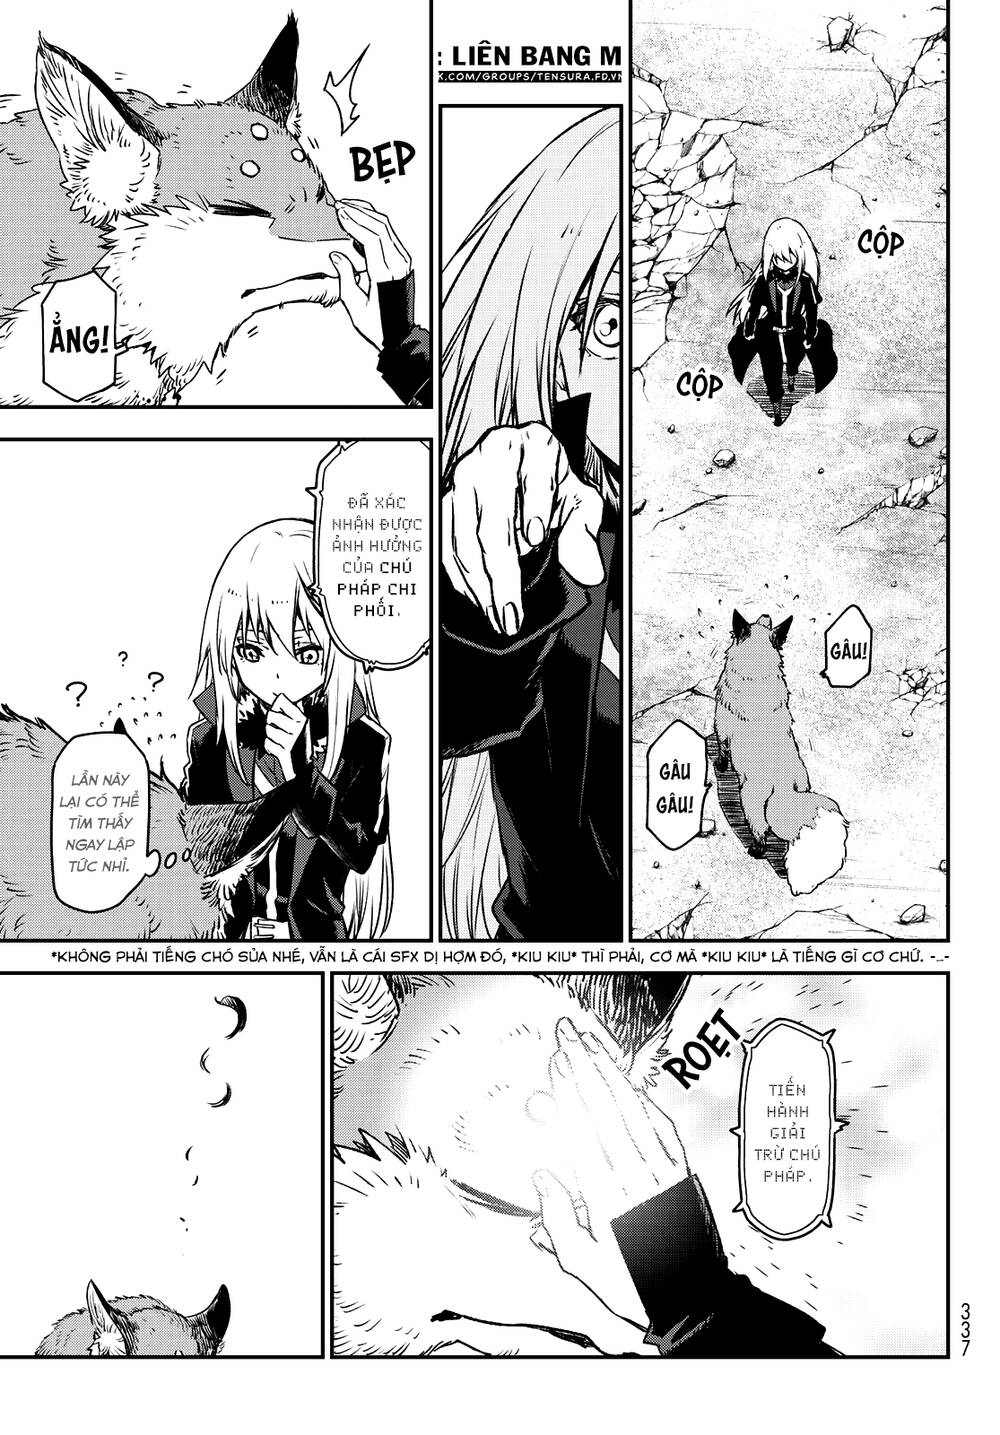 : LIÊN BANG M
K.COM/GROUPS/TENSURA.FD.VN
CỘP
CỘP
GÂU!
GÂU
GÂU!
BẸP
ẲNG!
ĐÃ XÁC
NHẬN ĐƯỢC
ẢNH HƯỞNG
CỦA CHÚ
PHÁP CHI
PHỐI.
?
?
?
LẦN NÀY
LẠI CÓ THỂ
TÌM THẤY
NGAY LẬP
TỨC NHỈ.
*KHÔNG PHẢI TIẾNG CHÓ SỦA NHÉ, VẪN LÀ CÁI SFX DỊ HỢM ĐÓ, *KIU KIU* THÌ PHẢI, CƠ MÀ *KIU KIU* LÀ TIẾNG GÌ CƠ CHỨ. -_-
TIẾN
HÀNH
GIẢI
TRỪ CHÚ
PHÁP.
ROẸT
337